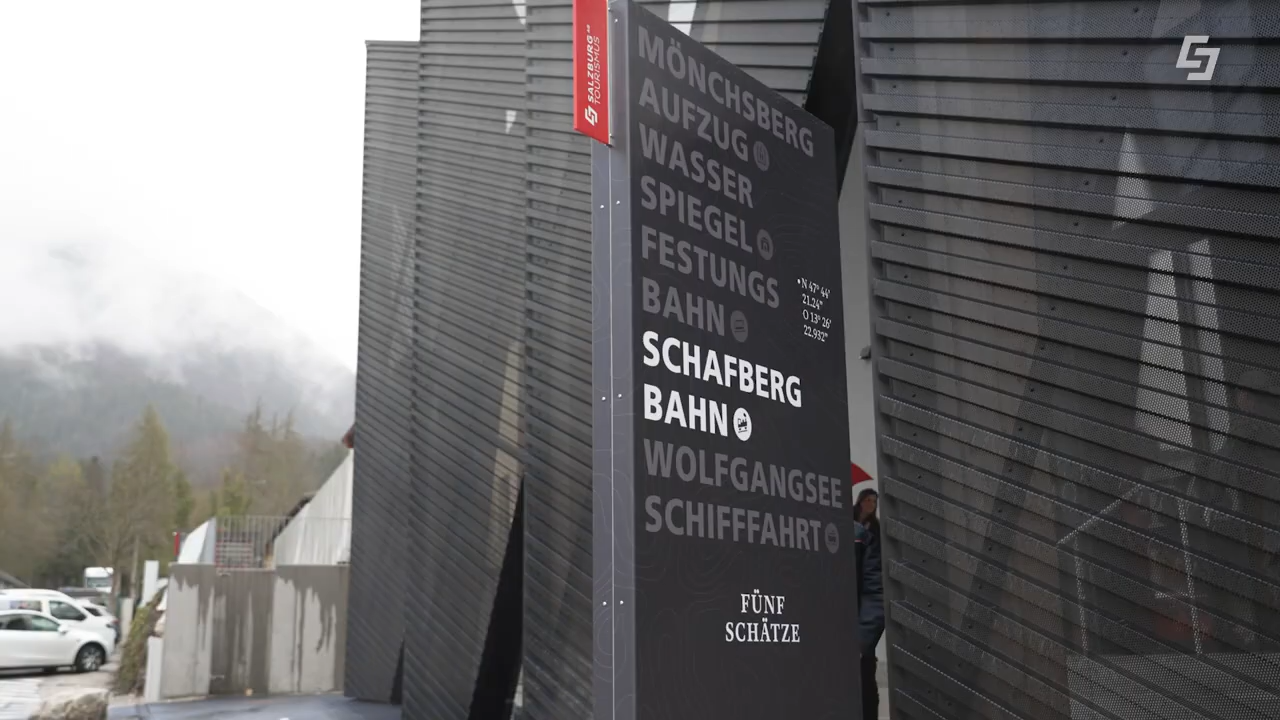 SALZBURG AG
TOURISMUS
MÖNCHSBERG
AUFZUG
WASSER
SPIEGEL
FESTUNGS
BAHN
•N 47° 44'
21.24"
O 13° 26'
22.932"
SCHAFBERG
BAHN
WOLFGANGSEE
SCHIFFFAHRT
FÜNF
SCHÄTZE